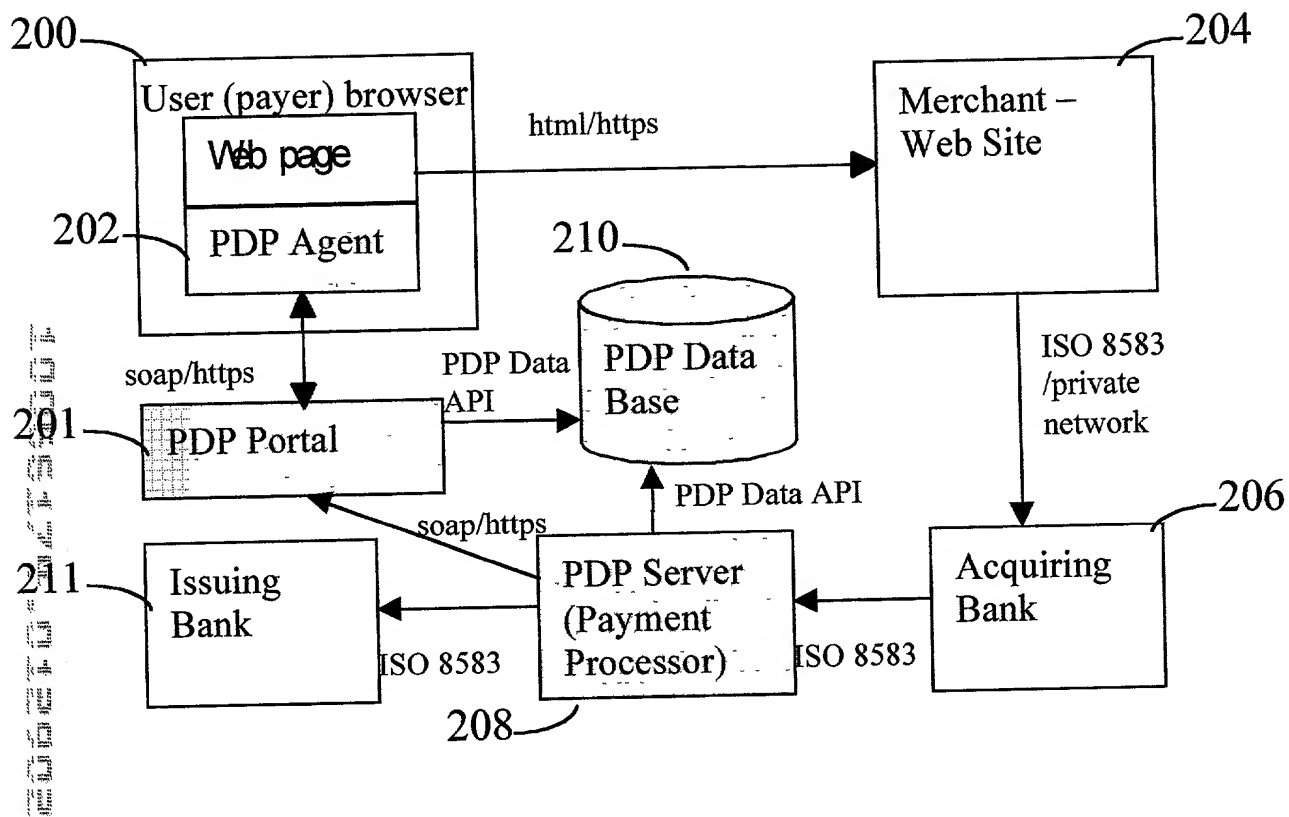 200
204
User (payer) browser
Web page
html/https
Merchant –
Web Site
202
PDP Agent
210
soap/https
PDP Data
API
PDP Data
Base
ISO 8583
/private
network
201
PDP Portal
PDP Data API
206
soap/https
211
Issuing
Bank
PDP Server
(Payment
Processor)
Acquiring
Bank
ISO 8583
ISO 8583
208